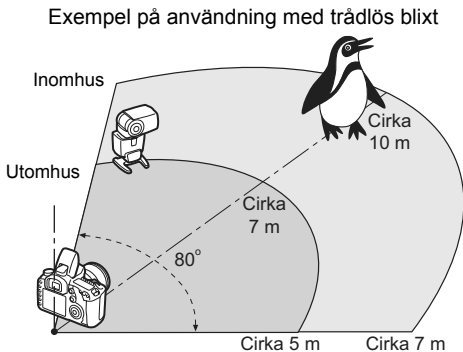 Exempel på användning med trådlös blixt
Inomhus
Cirka
10 m
Utomhus
Cirka
7 m
80°
Cirka 5 m
Cirka 7 m